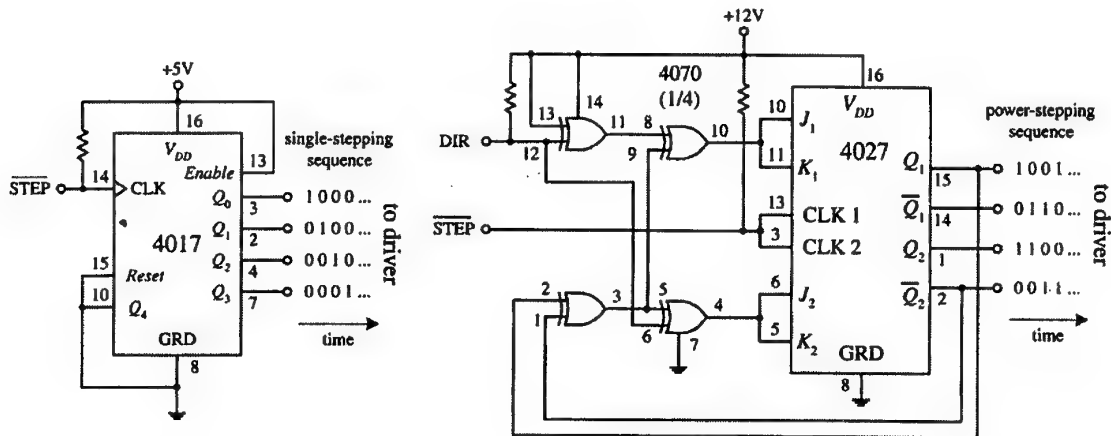 +5V
16
V_DD
13
Enable
single-stepping
sequence
STEP
14
CLK
Q0
3
1000...
Q1
2
0100...
4017
15
Reset
Q2
4
0010...
10
Q4
Q3
7
0001...
to driver
GRD
8
time
+12V
4070
(1/4)
16
V_DD
13
14
11
8
10
10
J1
DIR
12
9
11
K1
4027
power-stepping
sequence
Q1
15
1001...
13
CLK 1
Q1
14
0110...
STEP
3
CLK 2
Q2
1
1100...
2
3
5
4
6
J2
Q2
2
0011...
1
6
7
5
K2
GRD
8
to driver
time